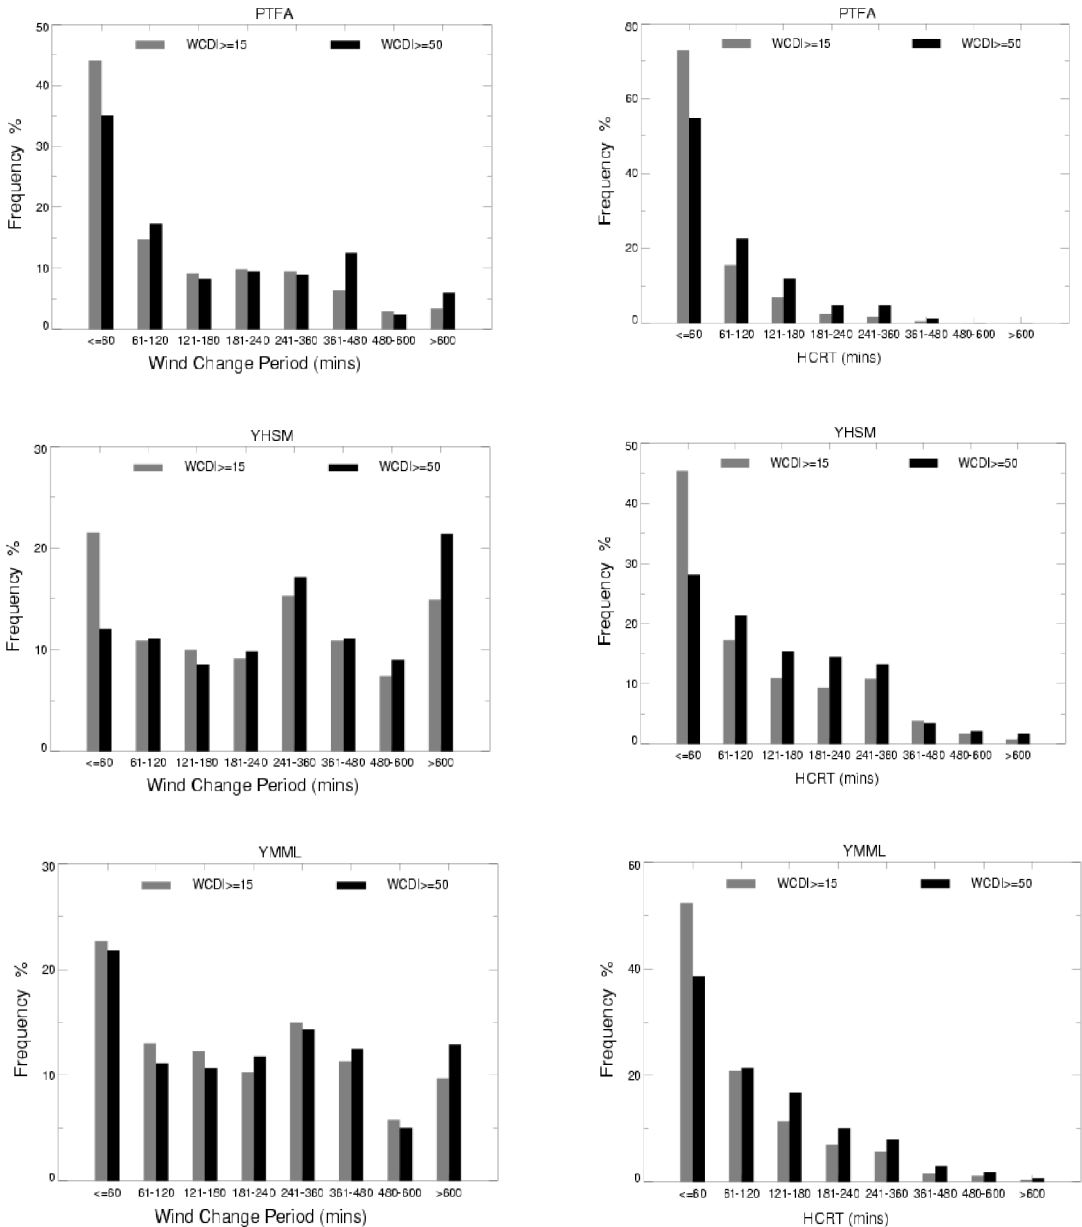 PTFA
50
WCDI>=15 WCDI>=50
40
30
20
10
0
Frequency %
<=60 61-120 121-180 181-240 241-360 361-480 480-600 >600
Wind Change Period (mins)
PTFA
80
WCDI>=15 WCDI>=50
60
40
20
0
Frequency %
<=60 61-120 121-180 181-240 241-360 361-480 480-600 >600
HCRT (mins)
YHSM
30
WCDI>=15 WCDI>=50
20
10
0
Frequency %
<=60 61-120 121-180 181-240 241-360 361-480 480-600 >600
Wind Change Period (mins)
YHSM
50
WCDI>=15 WCDI>=50
40
30
20
10
0
Frequency %
<=60 61-120 121-180 181-240 241-360 361-480 480-600 >600
HCRT (mins)
YMML
30
WCDI>=15 WCDI>=50
20
10
0
Frequency %
<=60 61-120 121-180 181-240 241-360 361-480 480-600 >600
Wind Change Period (mins)
YMML
60
WCDI>=15 WCDI>=50
40
20
0
Frequency %
<=60 61-120 121-180 181-240 241-360 361-480 480-600 >600
HCRT (mins)